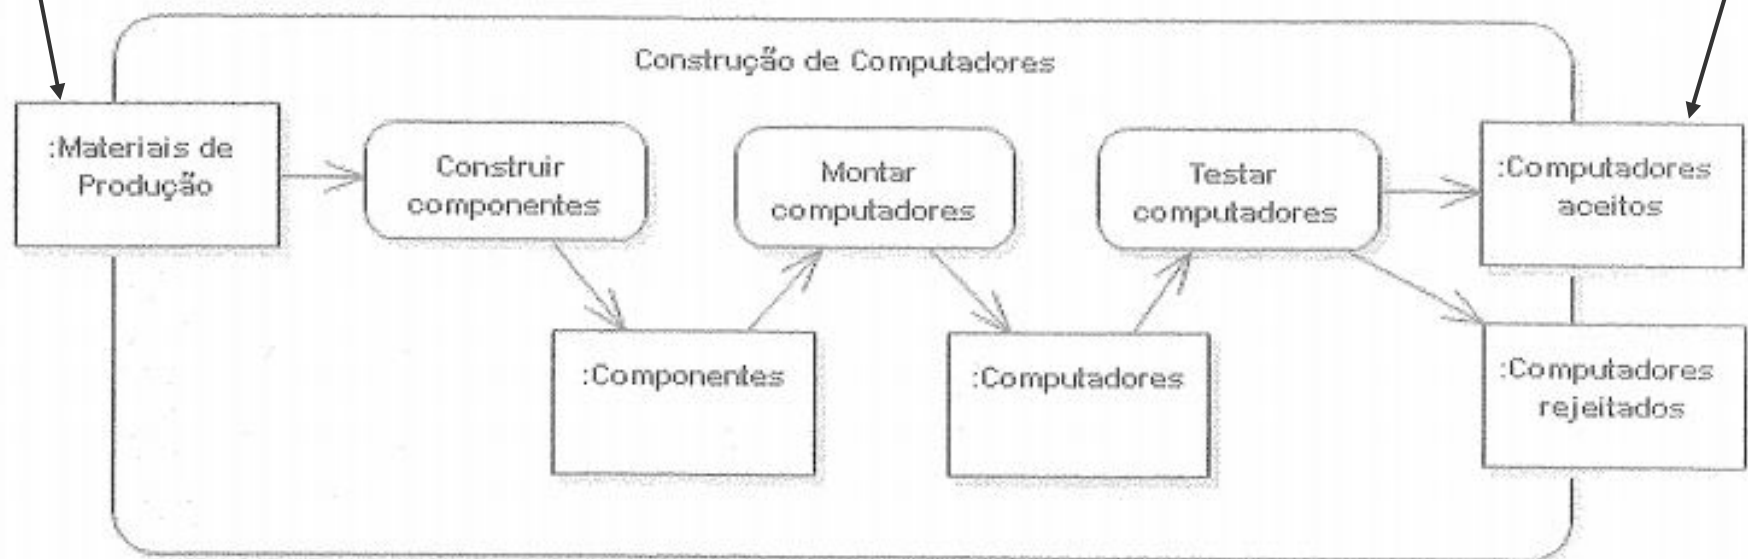 Construção de Computadores
:Materiais de
Produção
Construir
componentes
Montar
computadores
Testar
computadores
:Computadores
aceitos
:Componentes
:Computadores
:Computadores
rejeitados